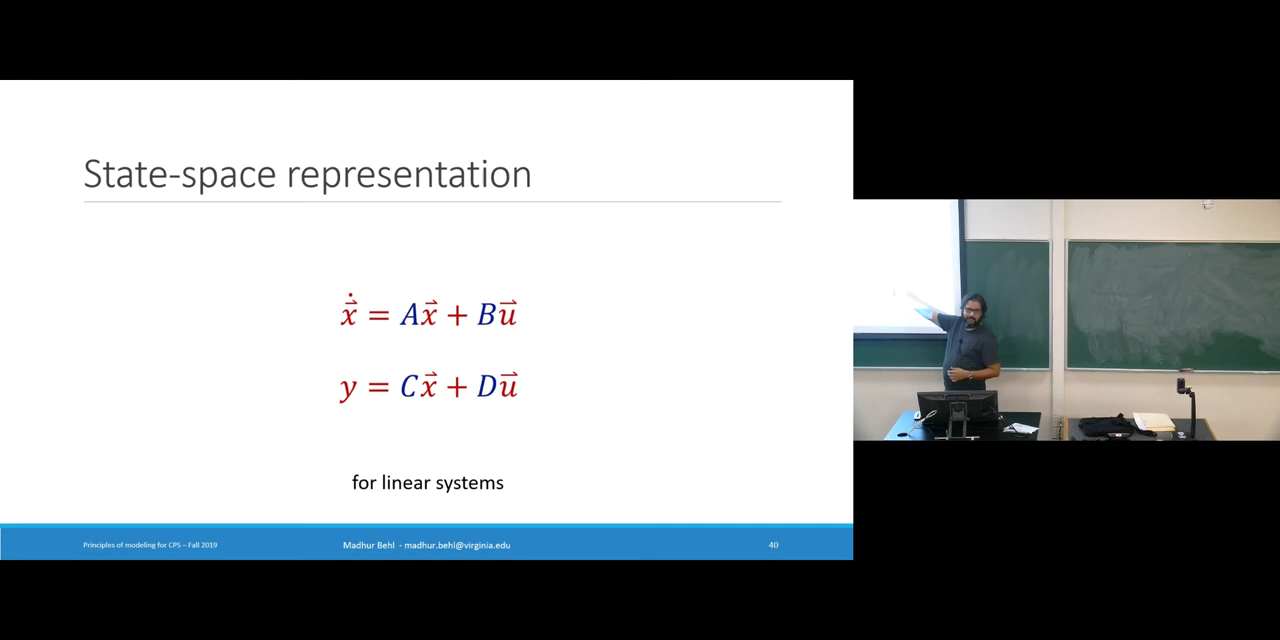 State-space representation
ẋ⃗ = Ax⃗ + Bu⃗
y = Cx⃗ + Du⃗
for linear systems
Principles of modeling for CPS – Fall 2019
Madhur Behl - madhur.behl@virginia.edu
40